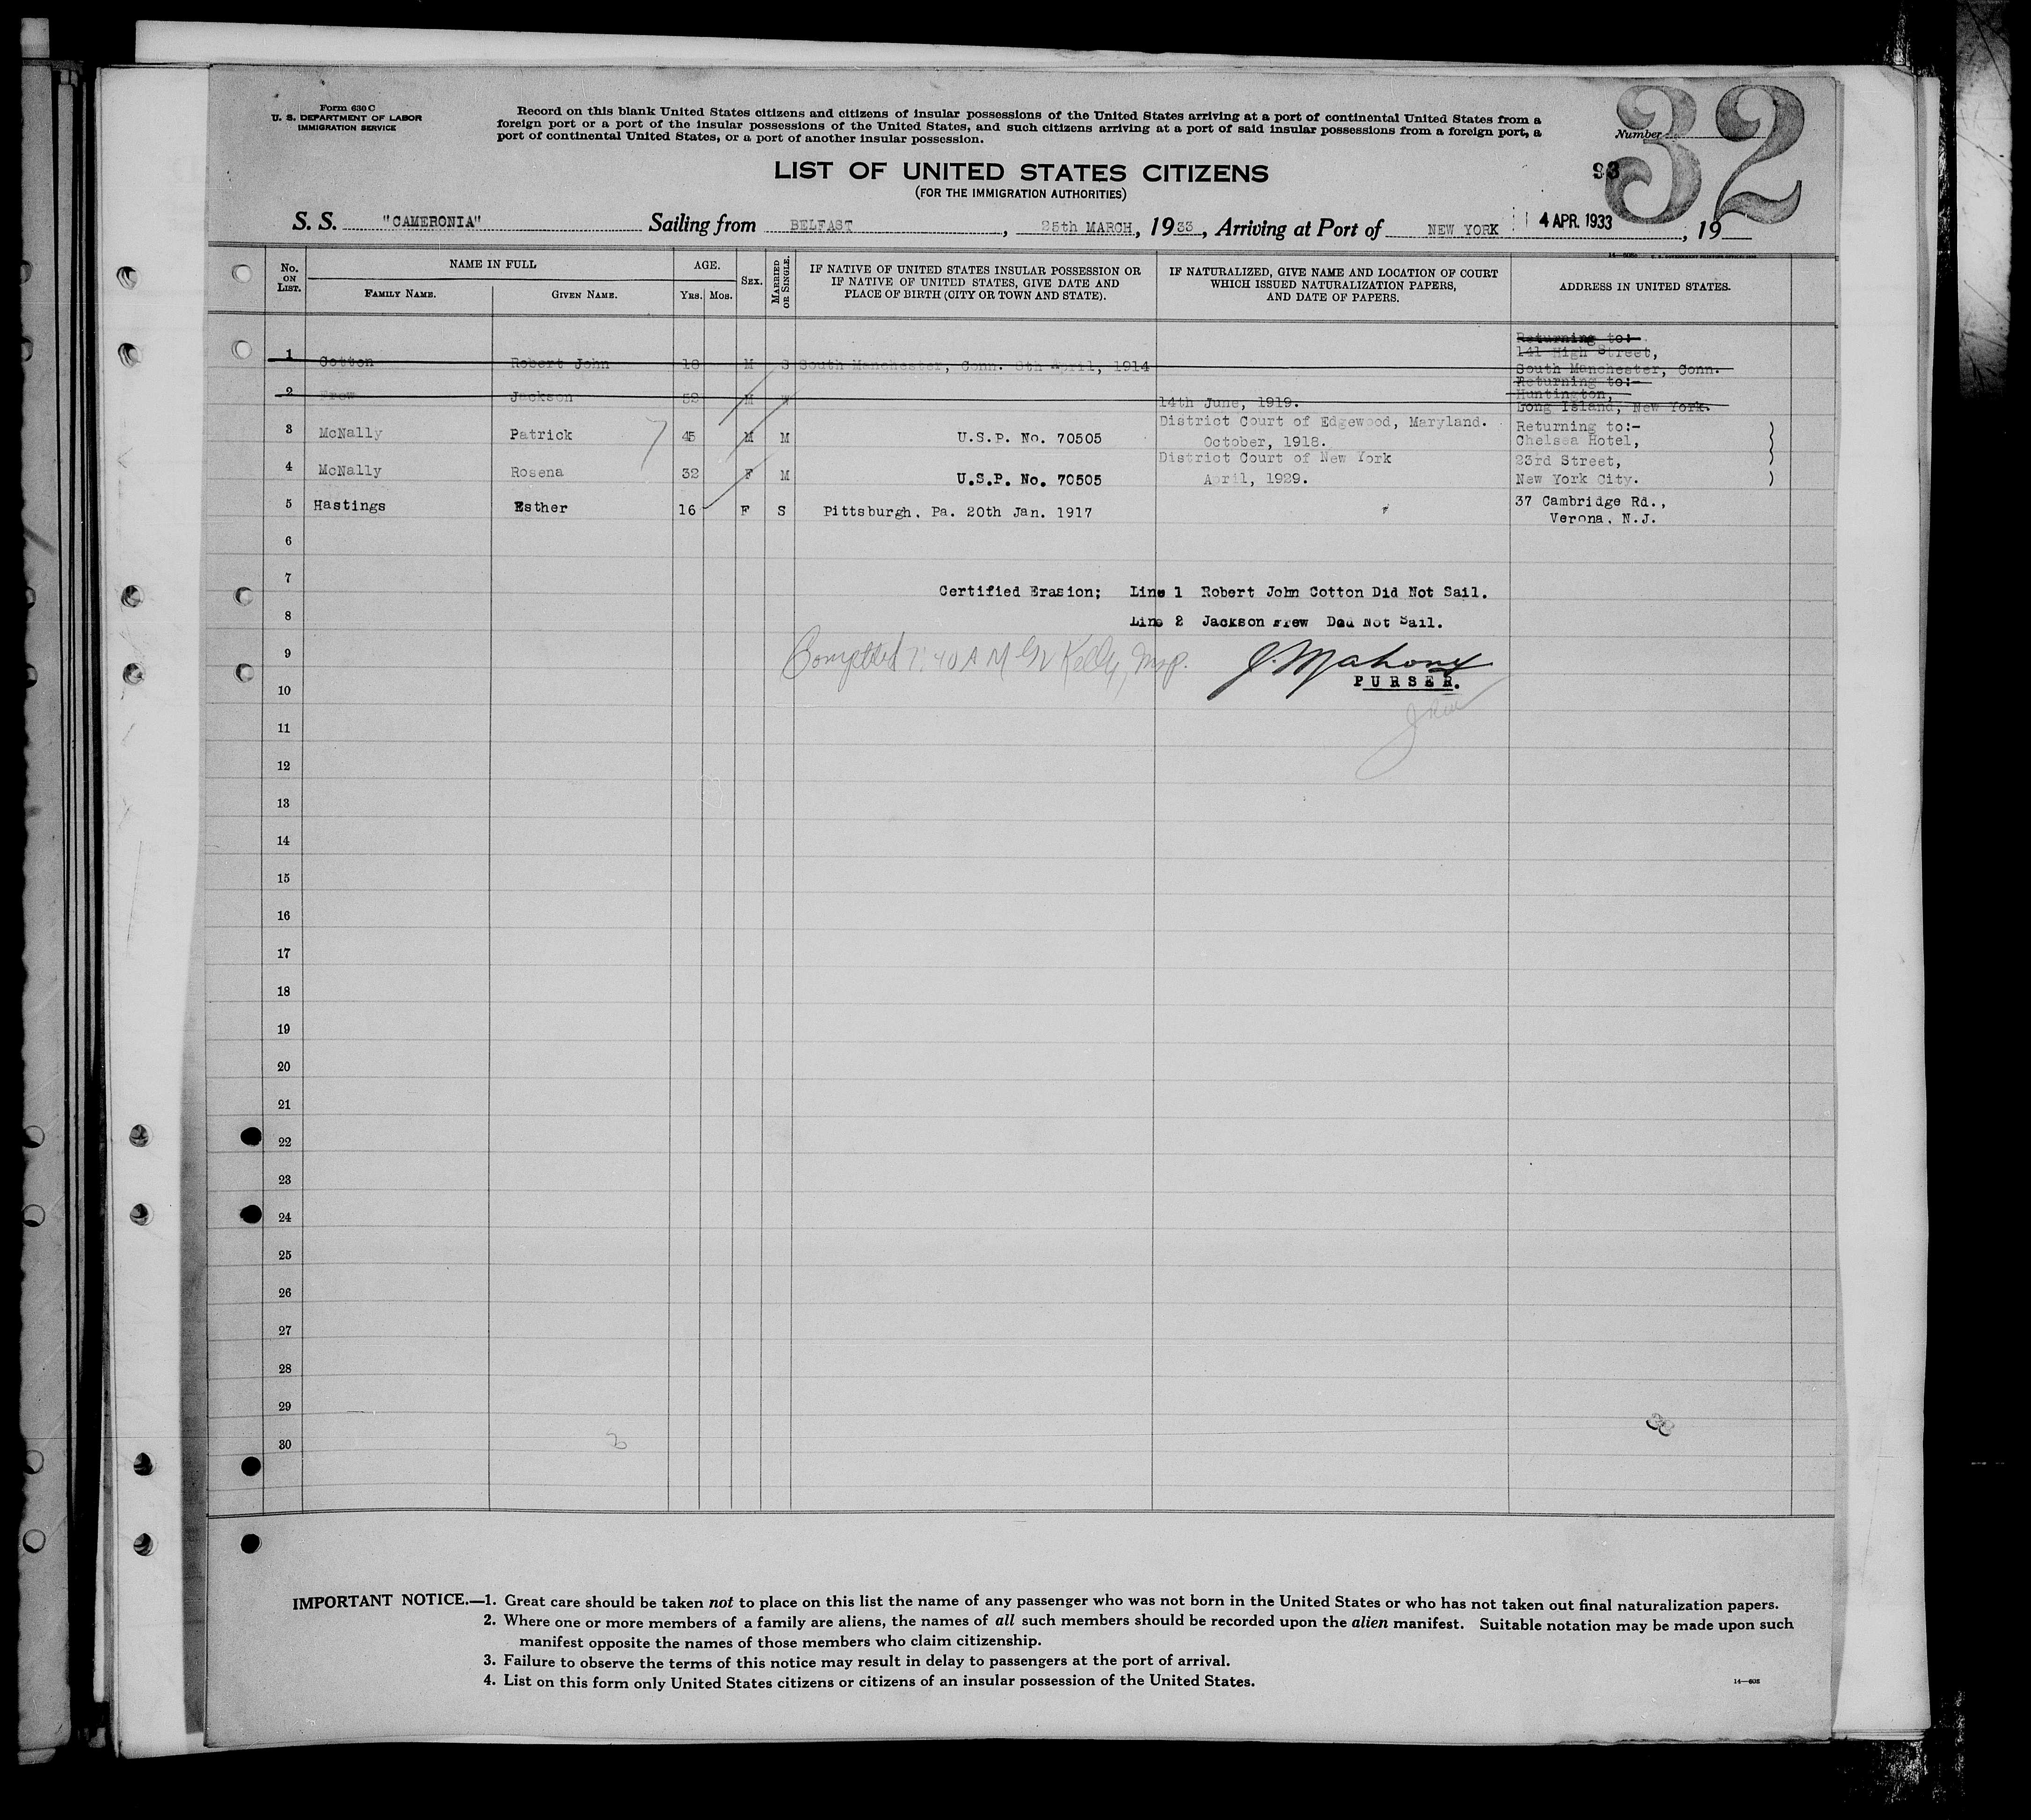 Form 630 C
U. S. DEPARTMENT OF LABOR
IMMIGRATION SERVICE
Record on this blank United States citizens and citizens of insular possessions of the United States arriving at a port of continental United States from a
foreign port or a port of the insular possessions of the United States, and such citizens arriving at a port of said insular possessions from a foreign port, a
port of continental United States, or a port of another insular possession.
Number
32
93
LIST OF UNITED STATES CITIZENS
(FOR THE IMMIGRATION AUTHORITIES)
S. S. "CAMERONIA" Sailing from BELFAST, 25th MARCH, 1933, Arriving at Port of NEW YORK 4 APR. 1933, 19
No. ON LIST. NAME IN FULL FAMILY NAME. GIVEN NAME. AGE. YRS. MOS. SEX. MARRIED OR SINGLE.
IF NATIVE OF UNITED STATES INSULAR POSSESSION OR
IF NATIVE OF UNITED STATES, GIVE DATE AND
PLACE OF BIRTH (CITY OR TOWN AND STATE).
IF NATURALIZED, GIVE NAME AND LOCATION OF COURT
WHICH ISSUED NATURALIZATION PAPERS,
AND DATE OF PAPERS.
ADDRESS IN UNITED STATES.
Returning to:-
141 High Street,
1 Cotton Robert John 18 M S South Manchester, Conn. 8th April, 1914 South Manchester, Conn.
Returning to:-
Huntington,
2 Frew Jackson 52 M 14th June, 1919. Long Island, New York.
District Court of Edgewood, Maryland. Returning to:-
3 McNally Patrick 45 M M U.S.P. No. 70505 October, 1918. Chelsea Hotel,
District Court of New York 23rd Street,
4 McNally Rosena 32 F M U.S.P. No. 70505 April, 1929. New York City.
5 Hastings Esther 16 F S Pittsburgh, Pa. 20th Jan. 1917 37 Cambridge Rd.,
Verona, N.J.
6
7
Certified Erasion; Line 1 Robert John Cotton Did Not Sail.
8
Line 2 Jackson Frew Did Not Sail.
9
Completed 7:40 AM Kelly, Insp.
J. Mahony
10
PURSER.
11
12
13
14
15
16
17
18
19
20
21
22
23
24
25
26
27
28
29
30
IMPORTANT NOTICE.—1. Great care should be taken not to place on this list the name of any passenger who was not born in the United States or who has not taken out final naturalization papers.
2. Where one or more members of a family are aliens, the names of all such members should be recorded upon the alien manifest. Suitable notation may be made upon such
manifest opposite the names of those members who claim citizenship.
3. Failure to observe the terms of this notice may result in delay to passengers at the port of arrival.
4. List on this form only United States citizens or citizens of an insular possession of the United States.